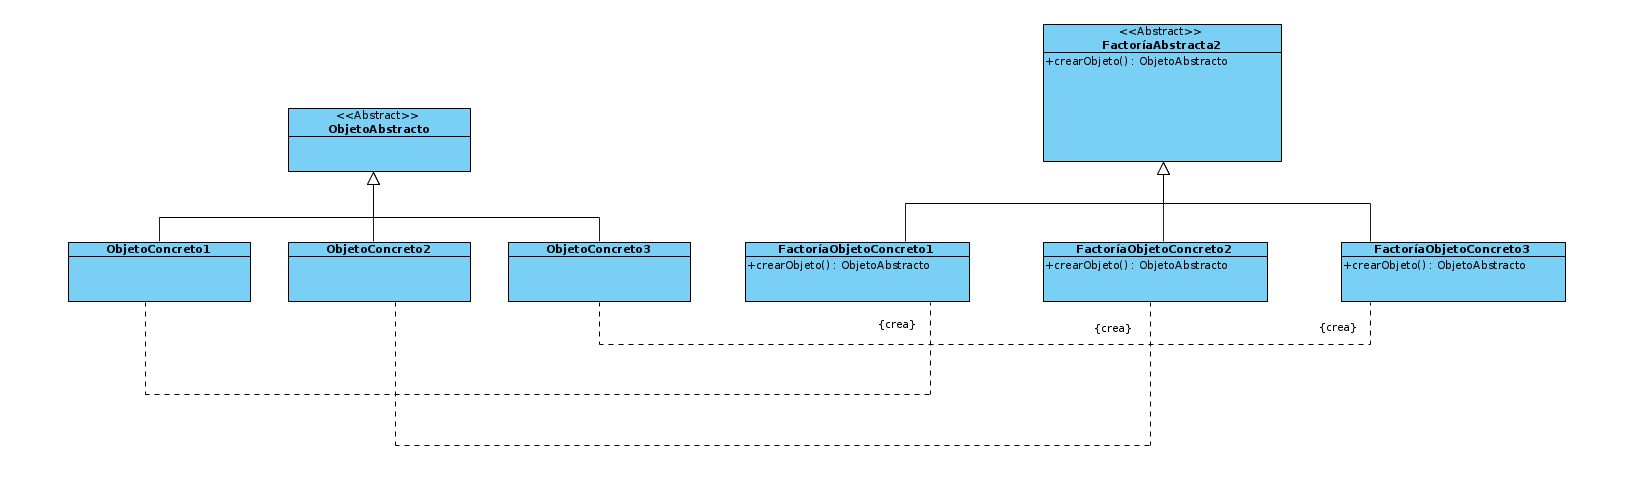 <<Abstract>>
FactoríaAbstracta2
+crearObjeto() : ObjetoAbstracto
<<Abstract>>
ObjetoAbstracto
ObjetoConcreto1
ObjetoConcreto2
ObjetoConcreto3
FactoríaObjetoConcreto1
+crearObjeto() : ObjetoAbstracto
FactoríaObjetoConcreto2
+crearObjeto() : ObjetoAbstracto
FactoríaObjetoConcreto3
+crearObjeto() : ObjetoAbstracto
{crea}
{crea}
{crea}